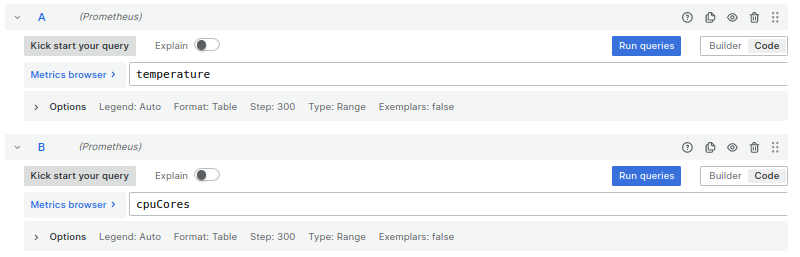 A (Prometheus)
Kick start your query Explain Run queries Builder Code
Metrics browser > temperature
> Options Legend: Auto Format: Table Step: 300 Type: Range Exemplars: false
B (Prometheus)
Kick start your query Explain Run queries Builder Code
Metrics browser > cpuCores
> Options Legend: Auto Format: Table Step: 300 Type: Range Exemplars: false